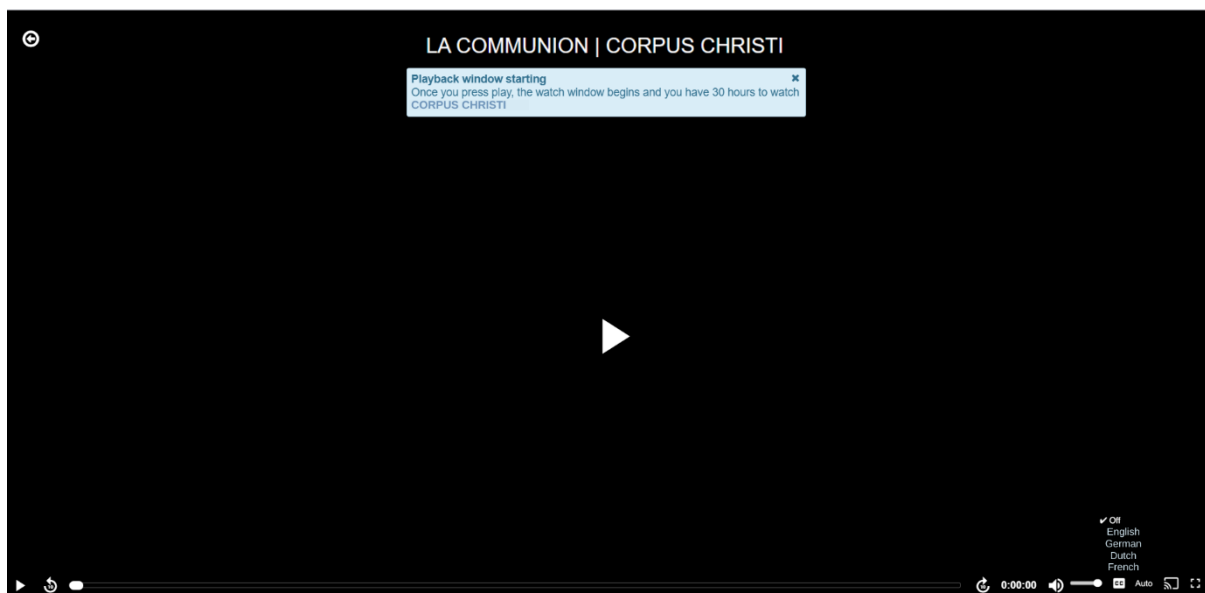 LA COMMUNION | CORPUS CHRISTI
Playback window starting
Once you press play, the watch window begins and you have 30 hours to watch
CORPUS CHRISTI
✔ Off
English
German
Dutch
French
0:00:00 CC Auto